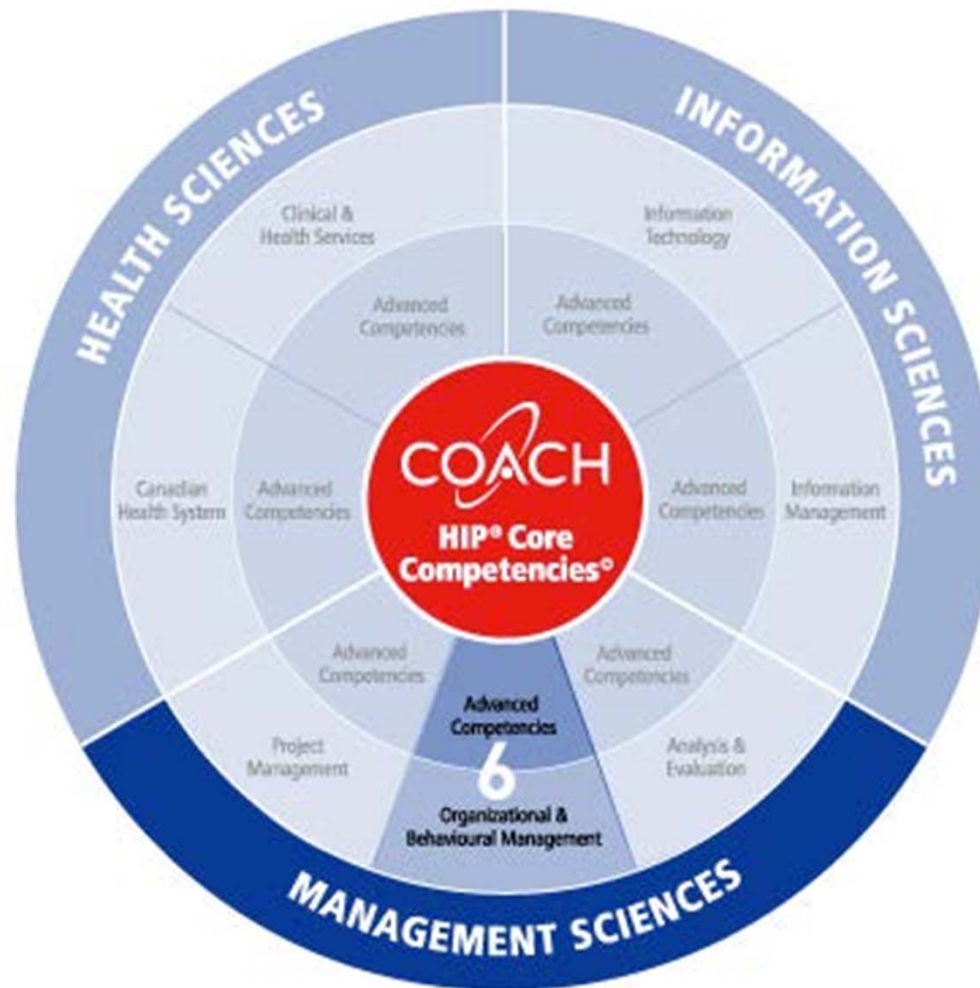 HEALTH SCIENCES
INFORMATION SCIENCES
Clinical &
Health Services
Information
Technology
Advanced
Competencies
Advanced
Competencies
COACH
HIP® Core
Competencies©
Canadian
Health System
Advanced
Competencies
Advanced
Competencies
Information
Management
Advanced
Competencies
Advanced
Competencies
Advanced
Competencies
6
Project
Management
Organizational &
Behavioural Management
Analysis &
Evaluation
MANAGEMENT SCIENCES